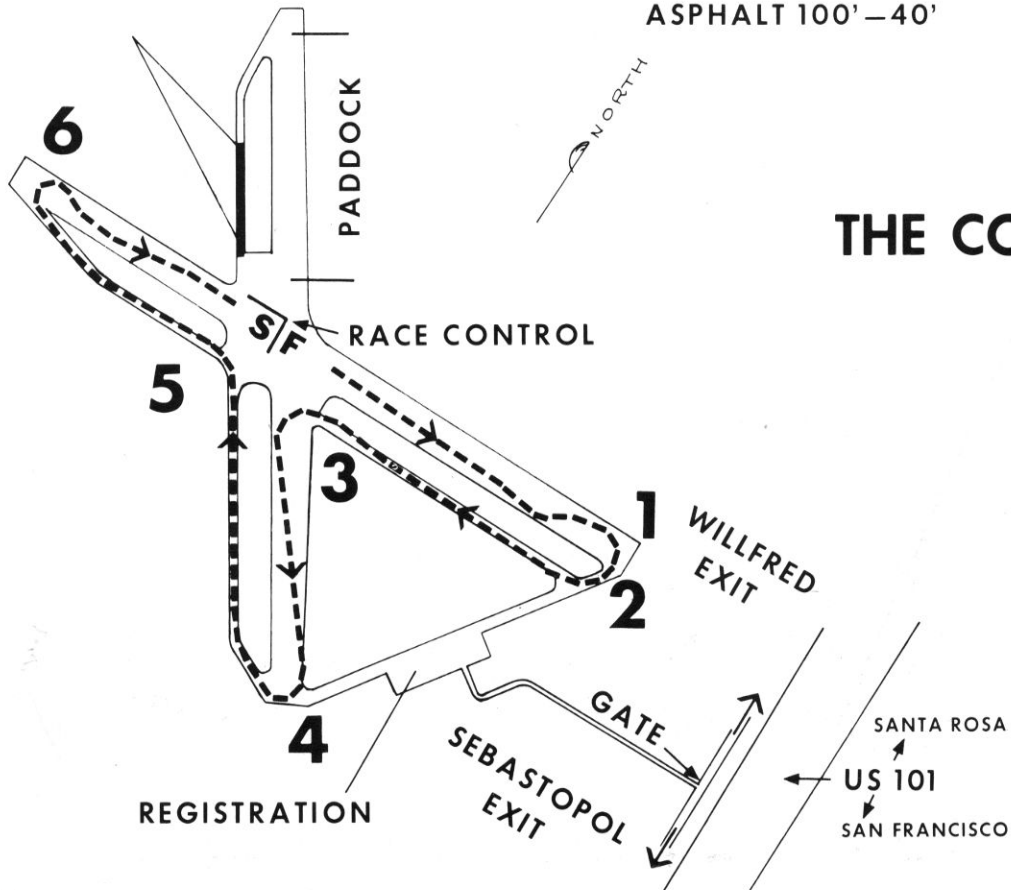 ASPHALT 100'—40'
NORTH
6
PADDOCK
THE CO
S/F
RACE CONTROL
5
3
1
WILLFRED
EXIT
2
4
GATE
SEBASTOPOL
EXIT
SANTA ROSA
US 101
SAN FRANCISCO
REGISTRATION